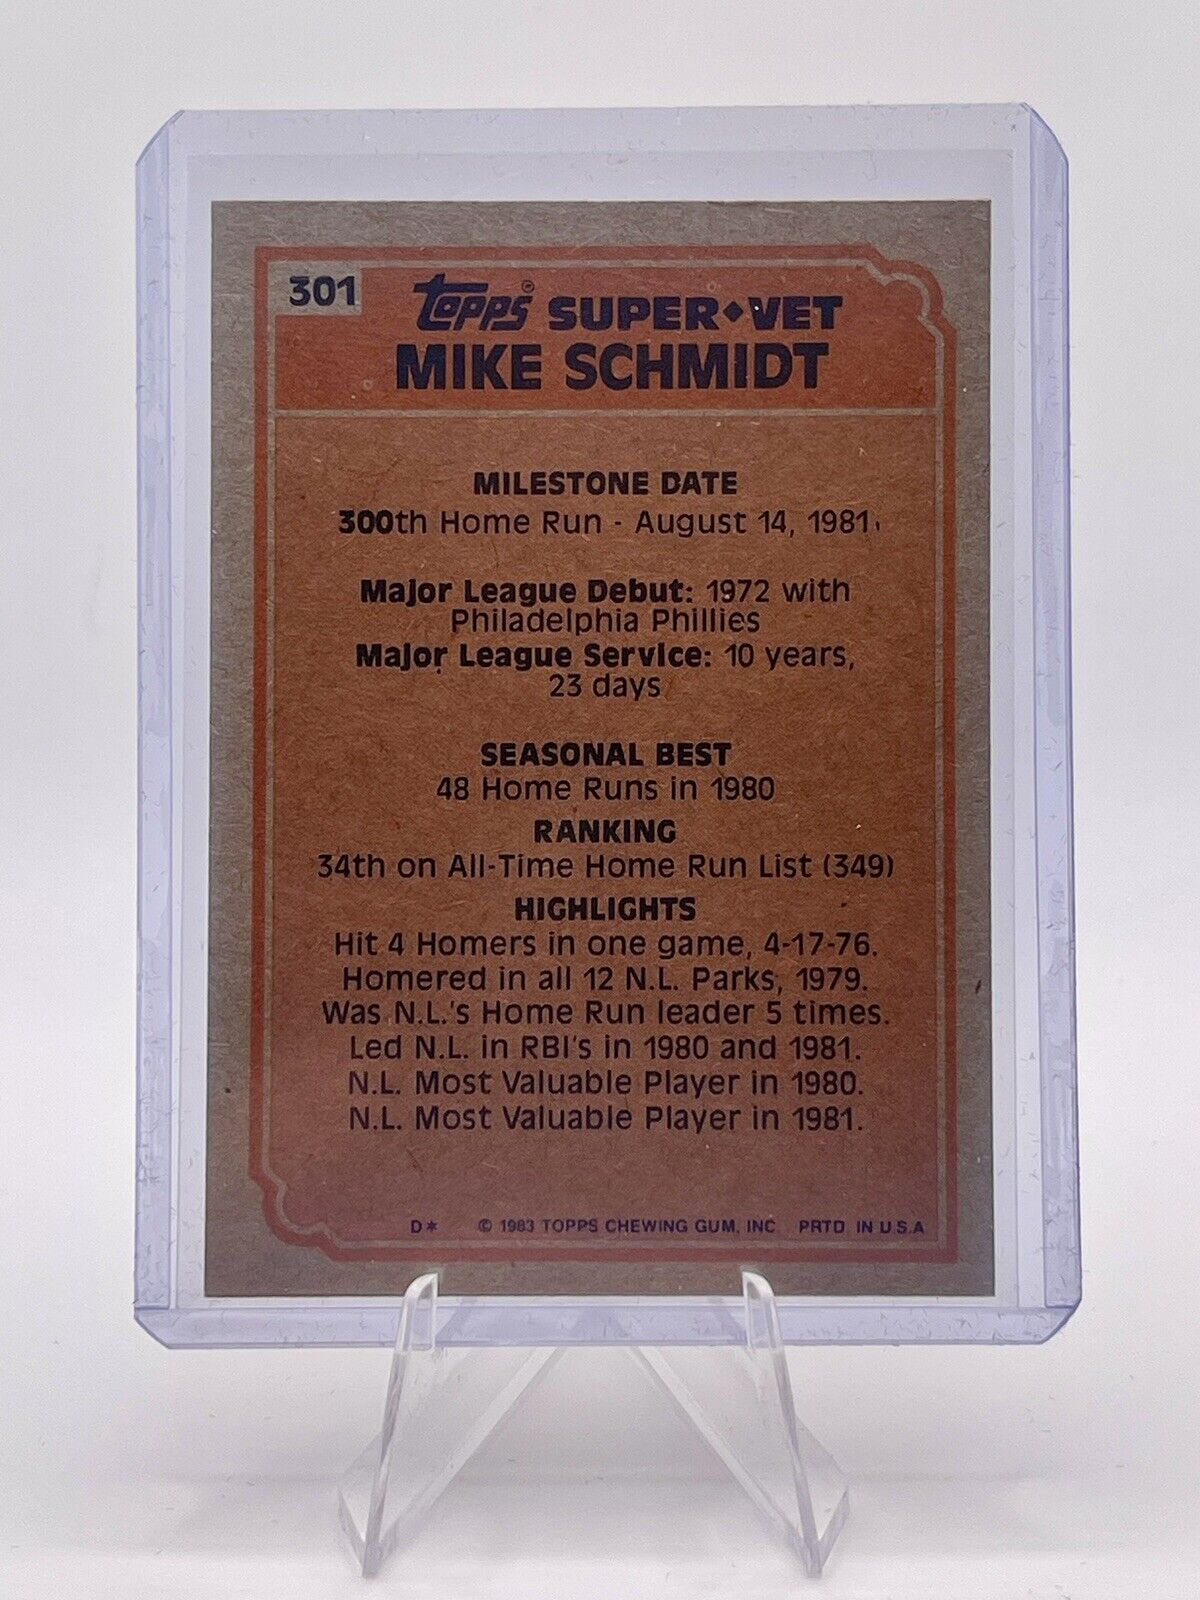 301
Topps® SUPER◆VET
MIKE SCHMIDT
MILESTONE DATE
300th Home Run - August 14, 1981.
Major League Debut: 1972 with
Philadelphia Phillies
Major League Service: 10 years,
23 days
SEASONAL BEST
48 Home Runs in 1980
RANKING
34th on All-Time Home Run List (349)
HIGHLIGHTS
Hit 4 Homers in one game, 4-17-76.
Homered in all 12 N.L. Parks, 1979.
Was N.L.'s Home Run leader 5 times.
Led N.L. in RBI's in 1980 and 1981.
N.L. Most Valuable Player in 1980.
N.L. Most Valuable Player in 1981.
D* © 1983 TOPPS CHEWING GUM, INC. PRTD. IN U.S.A